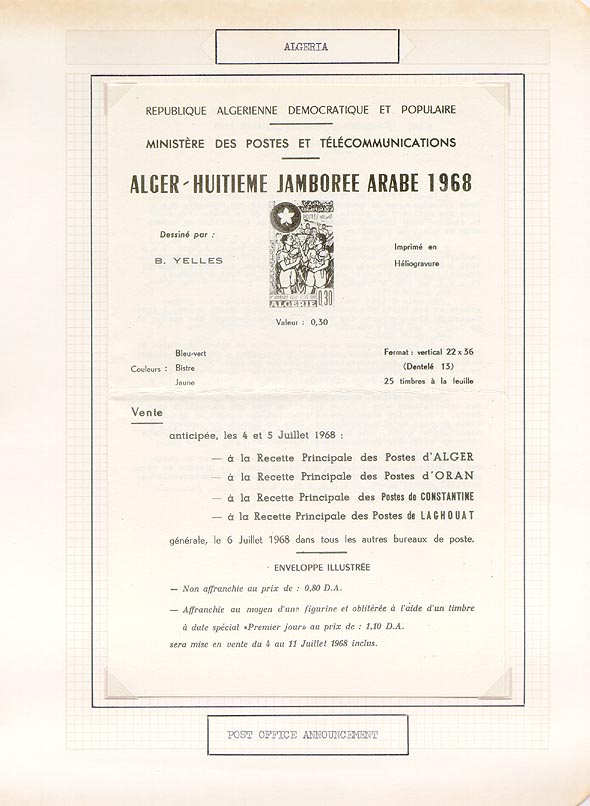 ALGERIA
REPUBLIQUE ALGERIENNE DEMOCRATIQUE ET POPULAIRE
MINISTÈRE DES POSTES ET TÉLÉCOMMUNICATIONS
ALGER-HUITIEME JAMBOREE ARABE 1968
Dessiné par :
B. YELLES
POSTES
ALGERIE 0,30
Imprimé en
Héliogravure
Valeur : 0,30
Couleurs :
Bleu-vert
Bistre
Jaune
Format : vertical 22 x 36
(Dentelé 13)
25 timbres à la feuille
Vente
anticipée, les 4 et 5 Juillet 1968 :
— à la Recette Principale des Postes d'ALGER
— à la Recette Principale des Postes d'ORAN
— à la Recette Principale des Postes de CONSTANTINE
— à la Recette Principale des Postes de LAGHOUAT
générale, le 6 Juillet 1968 dans tous les autres bureaux de poste.
ENVELOPPE ILLUSTRÉE
— Non affranchie au prix de : 0,80 D.A.
— Affranchie au moyen d'une figurine et oblitérée à l'aide d'un timbre
à date spécial «Premier jour» au prix de : 1,10 D.A.
sera mise en vente du 4 au 11 Juillet 1968 inclus.
POST OFFICE ANNOUNCEMENT